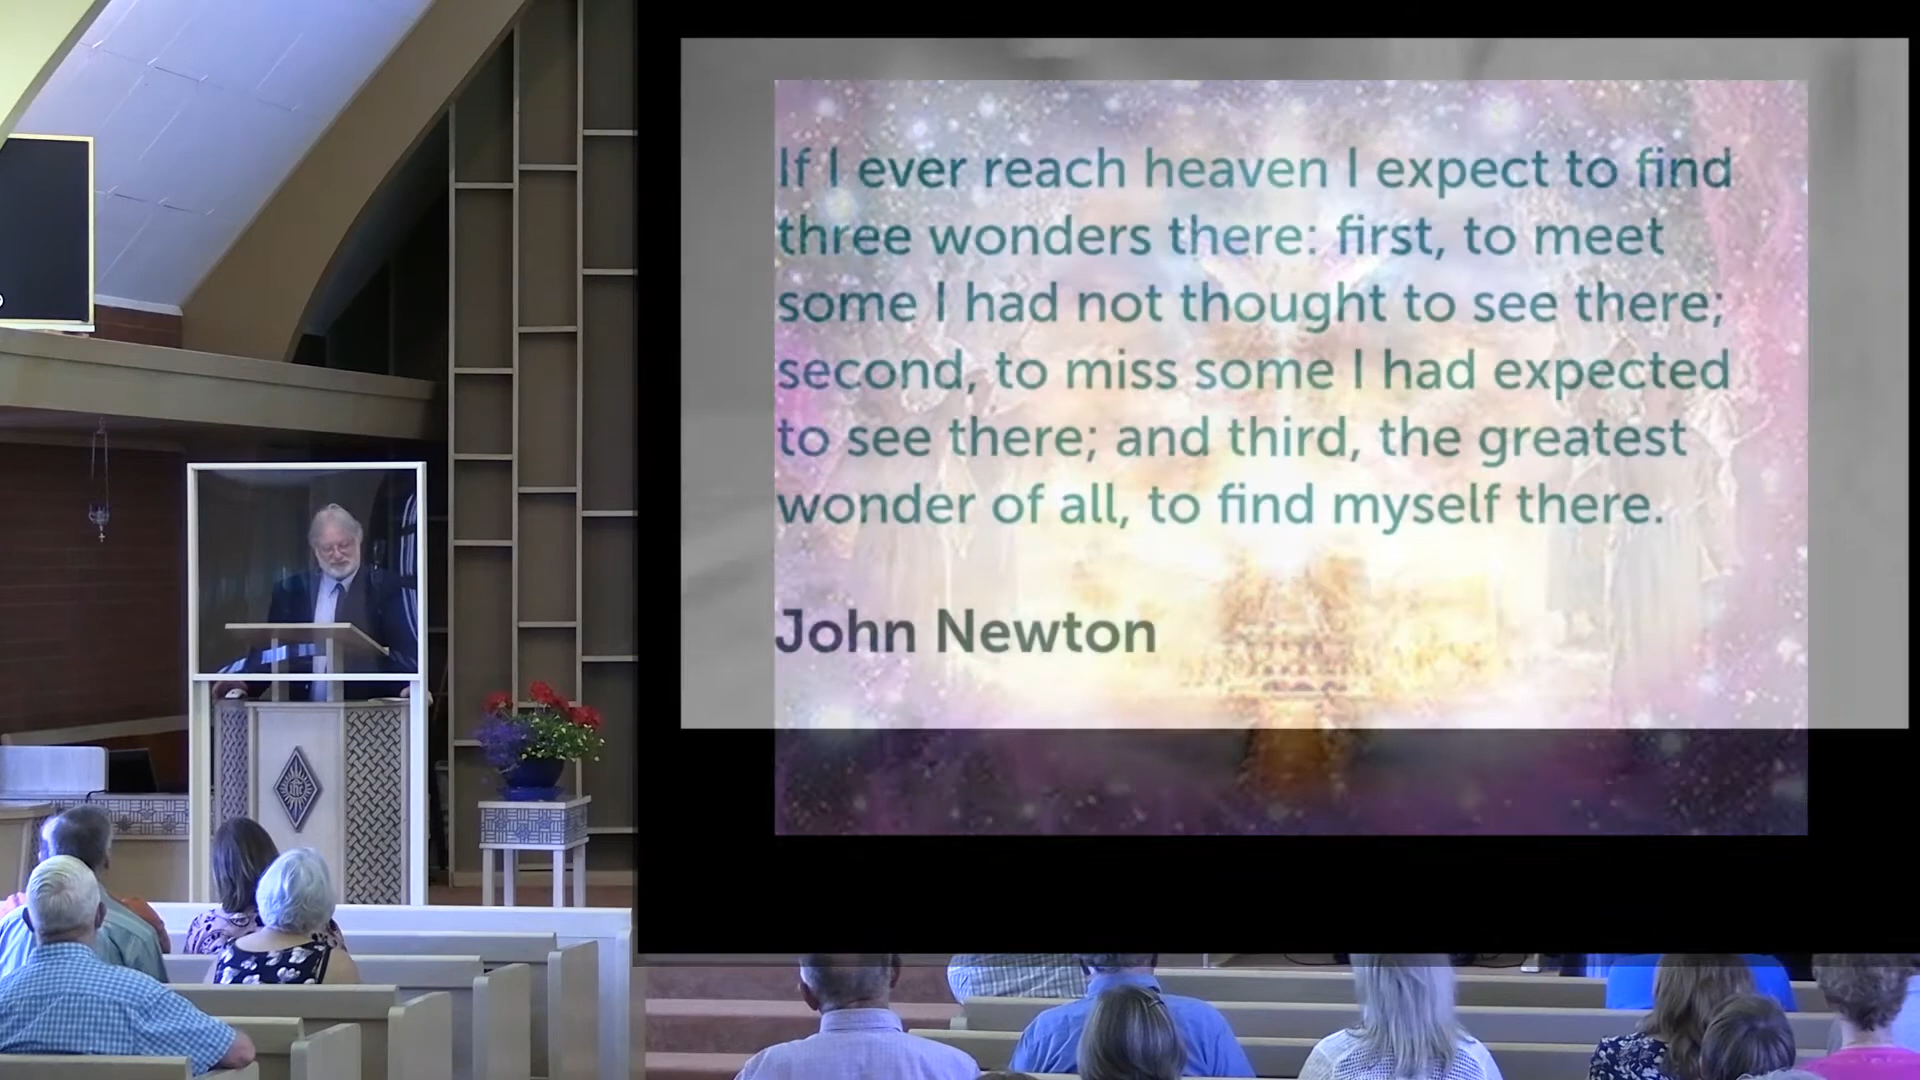 If I ever reach heaven I expect to find
three wonders there: first, to meet
some I had not thought to see there;
second, to miss some I had expected
to see there; and third, the greatest
wonder of all, to find myself there.
John Newton